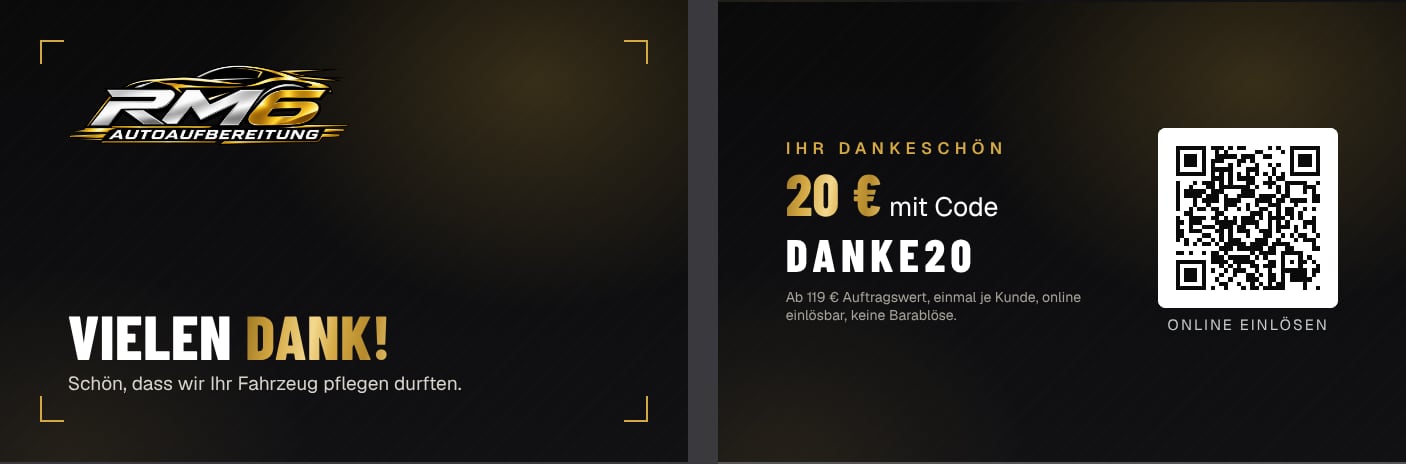 RM6
AUTOAUFBEREITUNG
VIELEN DANK!
Schön, dass wir Ihr Fahrzeug pflegen durften.
IHR DANKESCHÖN
20 € mit Code
DANKE20
Ab 119 € Auftragswert, einmal je Kunde, online
einlösbar, keine Barablöse.
ONLINE EINLÖSEN